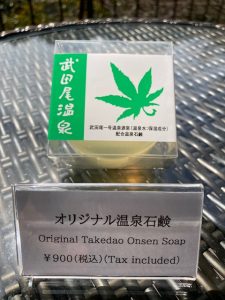 武田尾温泉
武田尾一号温泉源泉（温泉水：保湿成分）
配合温泉石鹸
オリジナル温泉石鹸
Original Takedao Onsen Soap
¥900(税込)(Tax included)